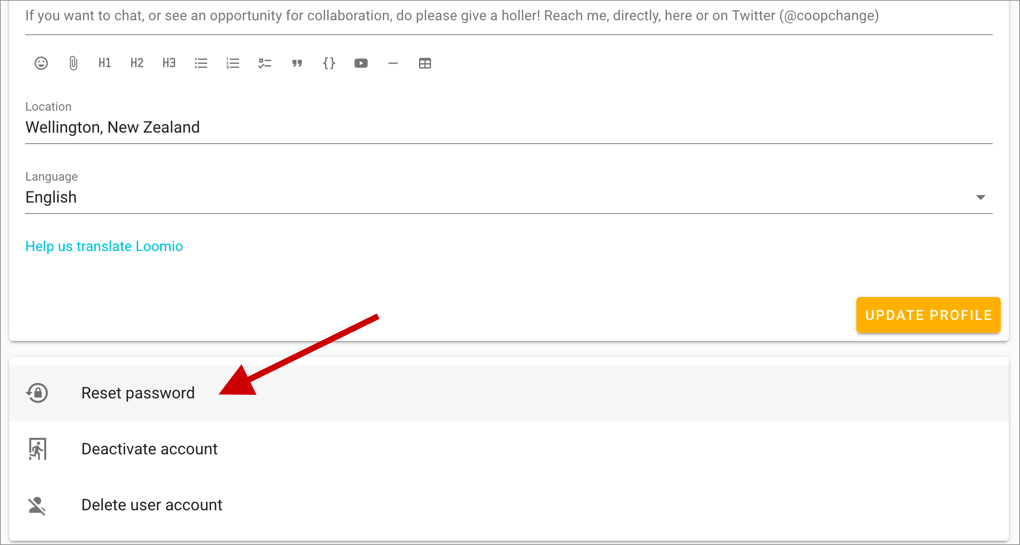 If you want to chat, or see an opportunity for collaboration, do please give a holler! Reach me, directly, here or on Twitter (@coopchange)
H1 H2 H3
Location
Wellington, New Zealand
Language
English
Help us translate Loomio
UPDATE PROFILE
Reset password
Deactivate account
Delete user account